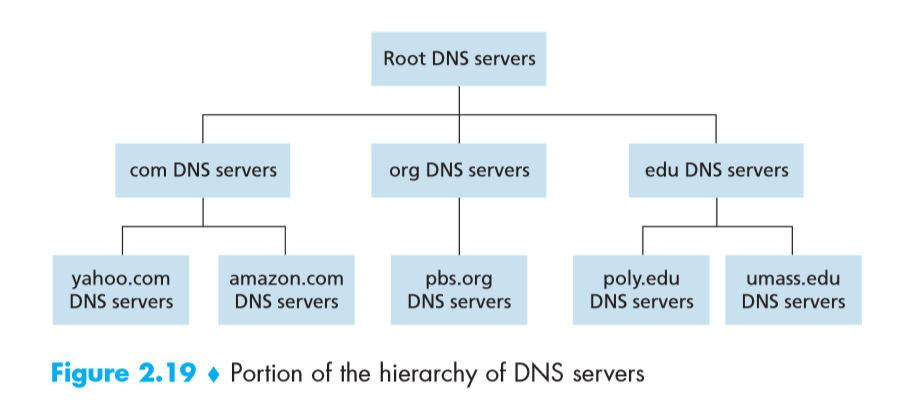 Root DNS servers
com DNS servers
org DNS servers
edu DNS servers
yahoo.com
DNS servers
amazon.com
DNS servers
pbs.org
DNS servers
poly.edu
DNS servers
umass.edu
DNS servers
Figure 2.19 ♦ Portion of the hierarchy of DNS servers